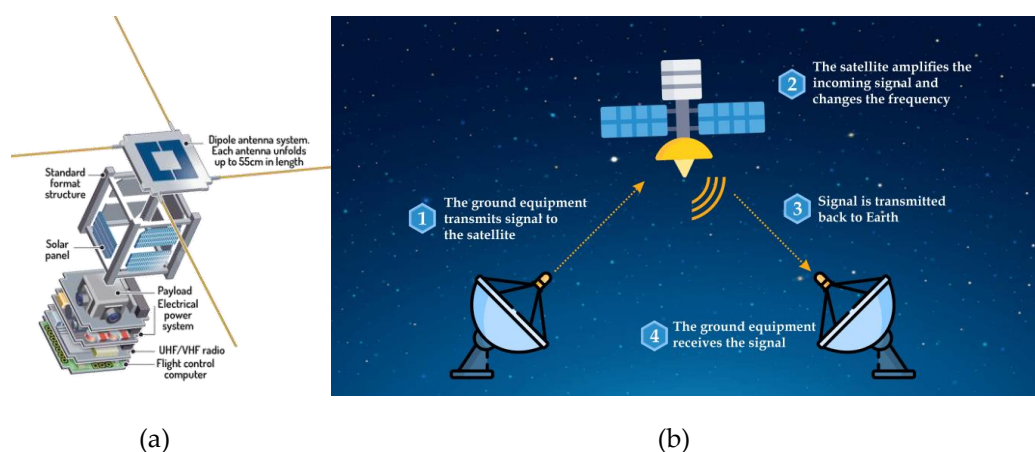 Dipole antenna system.
Each antenna unfolds
up to 55cm in length
Standard
format
structure
Solar
panel
Payload
Electrical
power
system
UHF/VHF radio
Flight control
computer
(a)
1
The ground equipment
transmits signal to
the satellite
2
The satellite amplifies the
incoming signal and
changes the frequency
3
Signal is transmitted
back to Earth
4
The ground equipment
receives the signal
(b)